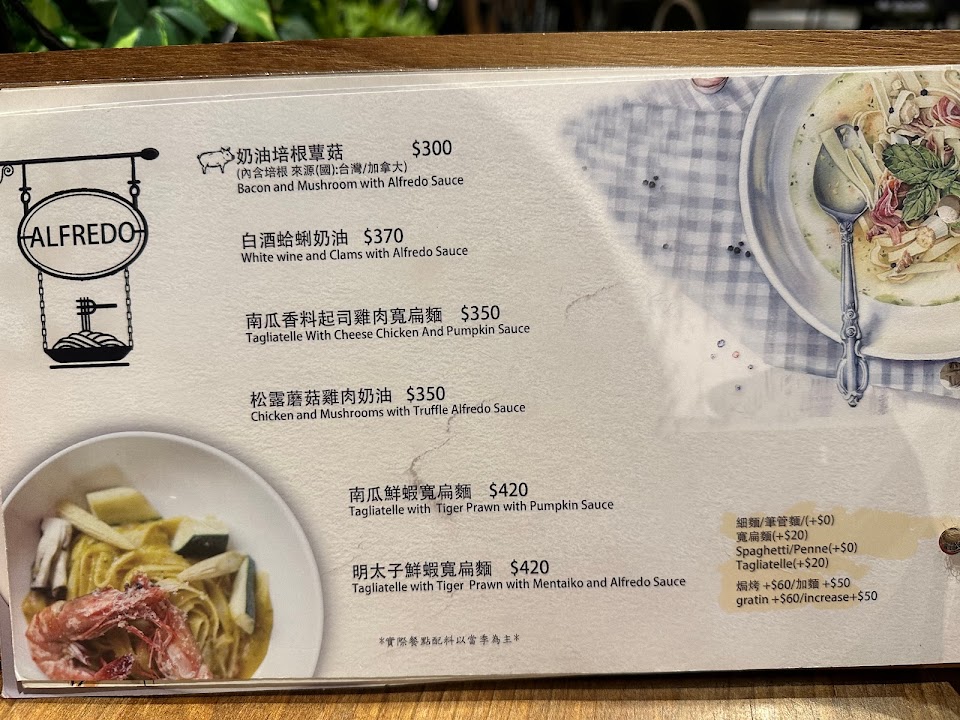 ALFREDO
奶油培根蕈菇 $300
(內含培根 來源(國):台灣/加拿大)
Bacon and Mushroom with Alfredo Sauce
白酒蛤蜊奶油 $370
White wine and Clams with Alfredo Sauce
南瓜香料起司雞肉寬扁麵 $350
Tagliatelle With Cheese Chicken And Pumpkin Sauce
松露蘑菇雞肉奶油 $350
Chicken and Mushrooms with Truffle Alfredo Sauce
南瓜鮮蝦寬扁麵 $420
Tagliatelle with Tiger Prawn with Pumpkin Sauce
明太子鮮蝦寬扁麵 $420
Tagliatelle with Tiger Prawn with Mentaiko and Alfredo Sauce
*實際餐點配料以當季為主*
細麵/筆管麵/(+$0)
寬扁麵(+$20)
Spaghetti/Penne(+$0)
Tagliatelle(+$20)
焗烤 +$60/加麵 +$50
gratin +$60/increase+$50